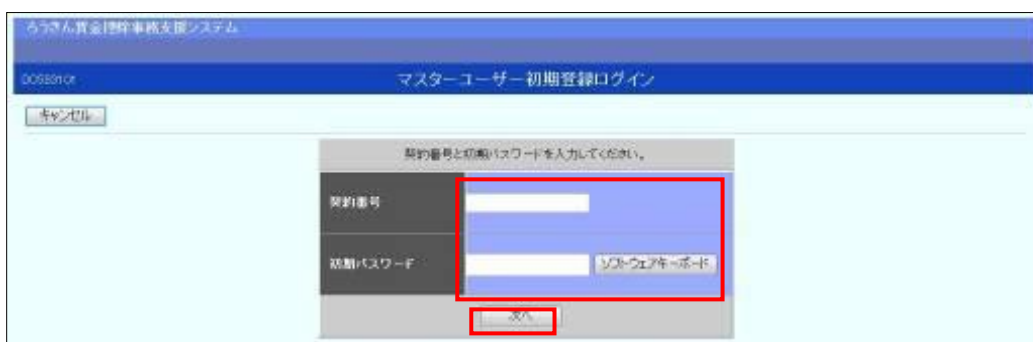 ろうきん賃金控除事務支援システム
マスターユーザー初期登録ログイン
キャンセル
契約番号と初期パスワードを入力してください。
契約番号
初期パスワード
ソフトウェアキーボード
次へ